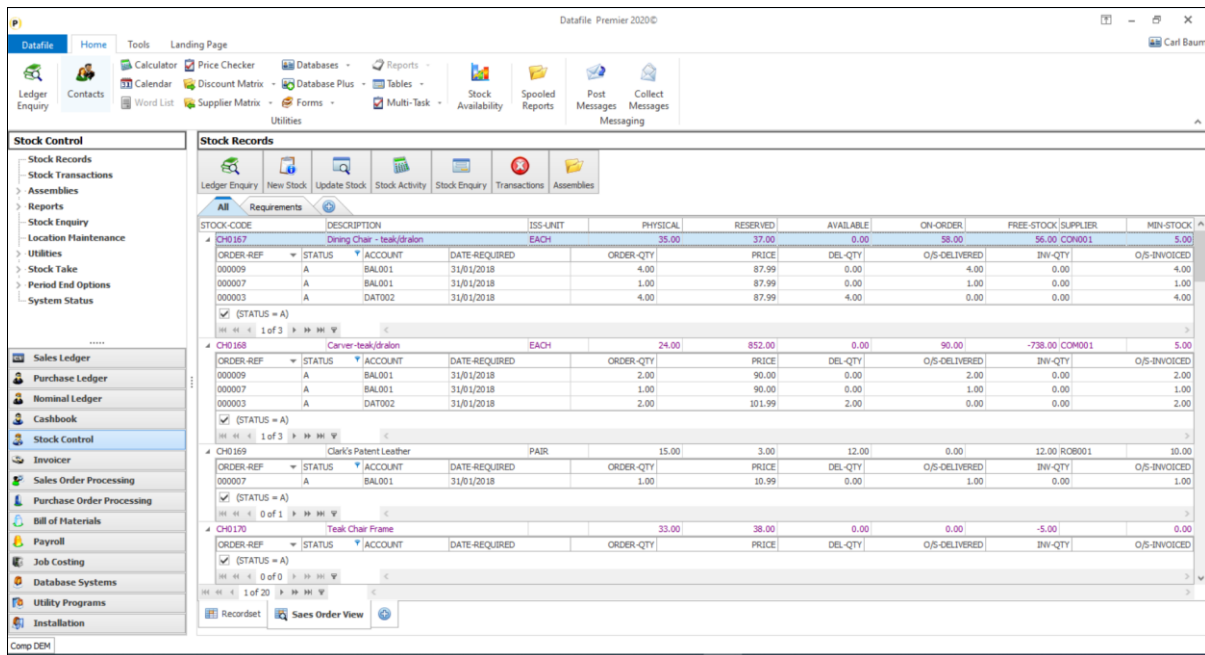 Datafile Premier 2020©
Datafile Home Tools Landing Page Carl Baum
Ledger Enquiry
Contacts
Calculator Price Checker Databases Reports
Calendar Discount Matrix Database Plus Tables
Word List Supplier Matrix Forms Multi-Task
Stock Availability
Spooled Reports
Post Messages
Collect Messages
Utilities Messaging
Stock Control
Stock Records
Stock Transactions
Assemblies
Reports
Stock Enquiry
Location Maintenance
Utilities
Stock Take
Period End Options
System Status
Sales Ledger
Purchase Ledger
Nominal Ledger
Cashbook
Stock Control
Invoicer
Sales Order Processing
Purchase Order Processing
Bill of Materials
Payroll
Job Costing
Database Systems
Utility Programs
Installation
Stock Records
Ledger Enquiry New Stock Update Stock Stock Activity Stock Enquiry Transactions Assemblies
All Requirements
STOCK-CODE DESCRIPTION ISS-UNIT PHYSICAL RESERVED AVAILABLE ON-ORDER FREE-STOCK SUPPLIER MIN-STOCK
CH0167 Dining Chair - teak/dralon EACH 35.00 37.00 0.00 58.00 56.00 CON001 5.00
ORDER-REF STATUS ACCOUNT DATE-REQUIRED ORDER-QTY PRICE DEL-QTY O/S-DELIVERED INV-QTY O/S-INVOICED
000009 A BAL001 31/01/2018 4.00 87.99 0.00 4.00 0.00 4.00
000007 A BAL001 31/01/2018 1.00 87.99 0.00 1.00 0.00 1.00
000003 A DAT002 31/01/2018 4.00 87.99 4.00 0.00 0.00 4.00
(STATUS = A)
1 of 3
CH0168 Carver-teak/dralon EACH 24.00 852.00 0.00 90.00 -738.00 COM001 5.00
ORDER-REF STATUS ACCOUNT DATE-REQUIRED ORDER-QTY PRICE DEL-QTY O/S-DELIVERED INV-QTY O/S-INVOICED
000009 A BAL001 31/01/2018 2.00 90.00 0.00 2.00 0.00 2.00
000007 A BAL001 31/01/2018 1.00 90.00 0.00 1.00 0.00 1.00
000003 A DAT002 31/01/2018 2.00 101.99 2.00 0.00 0.00 2.00
(STATUS = A)
1 of 3
CH0169 Clark's Patent Leather PAIR 15.00 3.00 12.00 0.00 12.00 ROB001 10.00
ORDER-REF STATUS ACCOUNT DATE-REQUIRED ORDER-QTY PRICE DEL-QTY O/S-DELIVERED INV-QTY O/S-INVOICED
000007 A BAL001 31/01/2018 1.00 10.99 0.00 1.00 0.00 1.00
(STATUS = A)
0 of 1
CH0170 Teak Chair Frame 33.00 38.00 0.00 0.00 -5.00 0.00
ORDER-REF STATUS ACCOUNT DATE-REQUIRED ORDER-QTY PRICE DEL-QTY O/S-DELIVERED INV-QTY O/S-INVOICED
(STATUS = A)
0 of 0
1 of 20
Recordset Saes Order View
Comp DEM